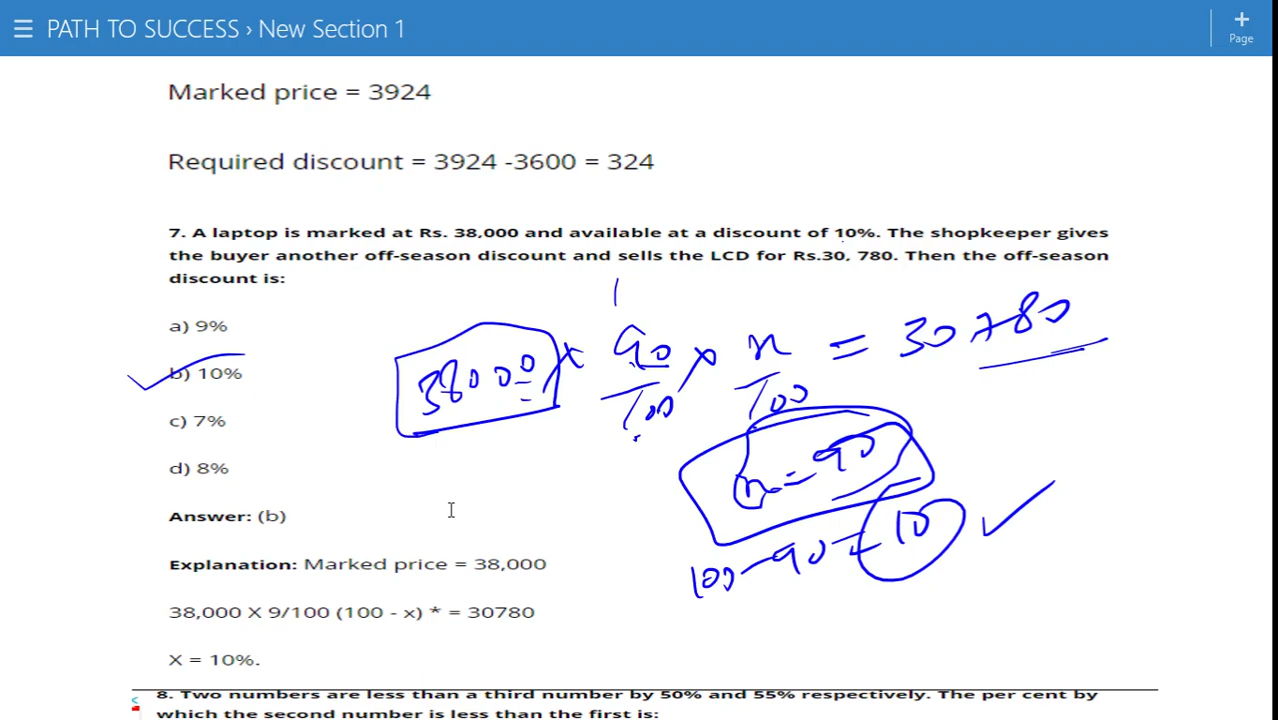 PATH TO SUCCESS › New Section 1
Page
Marked price = 3924
Required discount = 3924 -3600 = 324
7. A laptop is marked at Rs. 38,000 and available at a discount of 10%. The shopkeeper gives
the buyer another off-season discount and sells the LCD for Rs.30, 780. Then the off-season
discount is:
a) 9%
38000 x 90/100 x n/100 = 30780
b) 10%
c) 7%
d) 8%
n = 90
Answer: (b)
100 - 90 = 10
Explanation: Marked price = 38,000
38,000 X 9/100 (100 - x) * = 30780
X = 10%.
8. Two numbers are less than a third number by 50% and 55% respectively. The per cent by
which the second number is less than the first is: